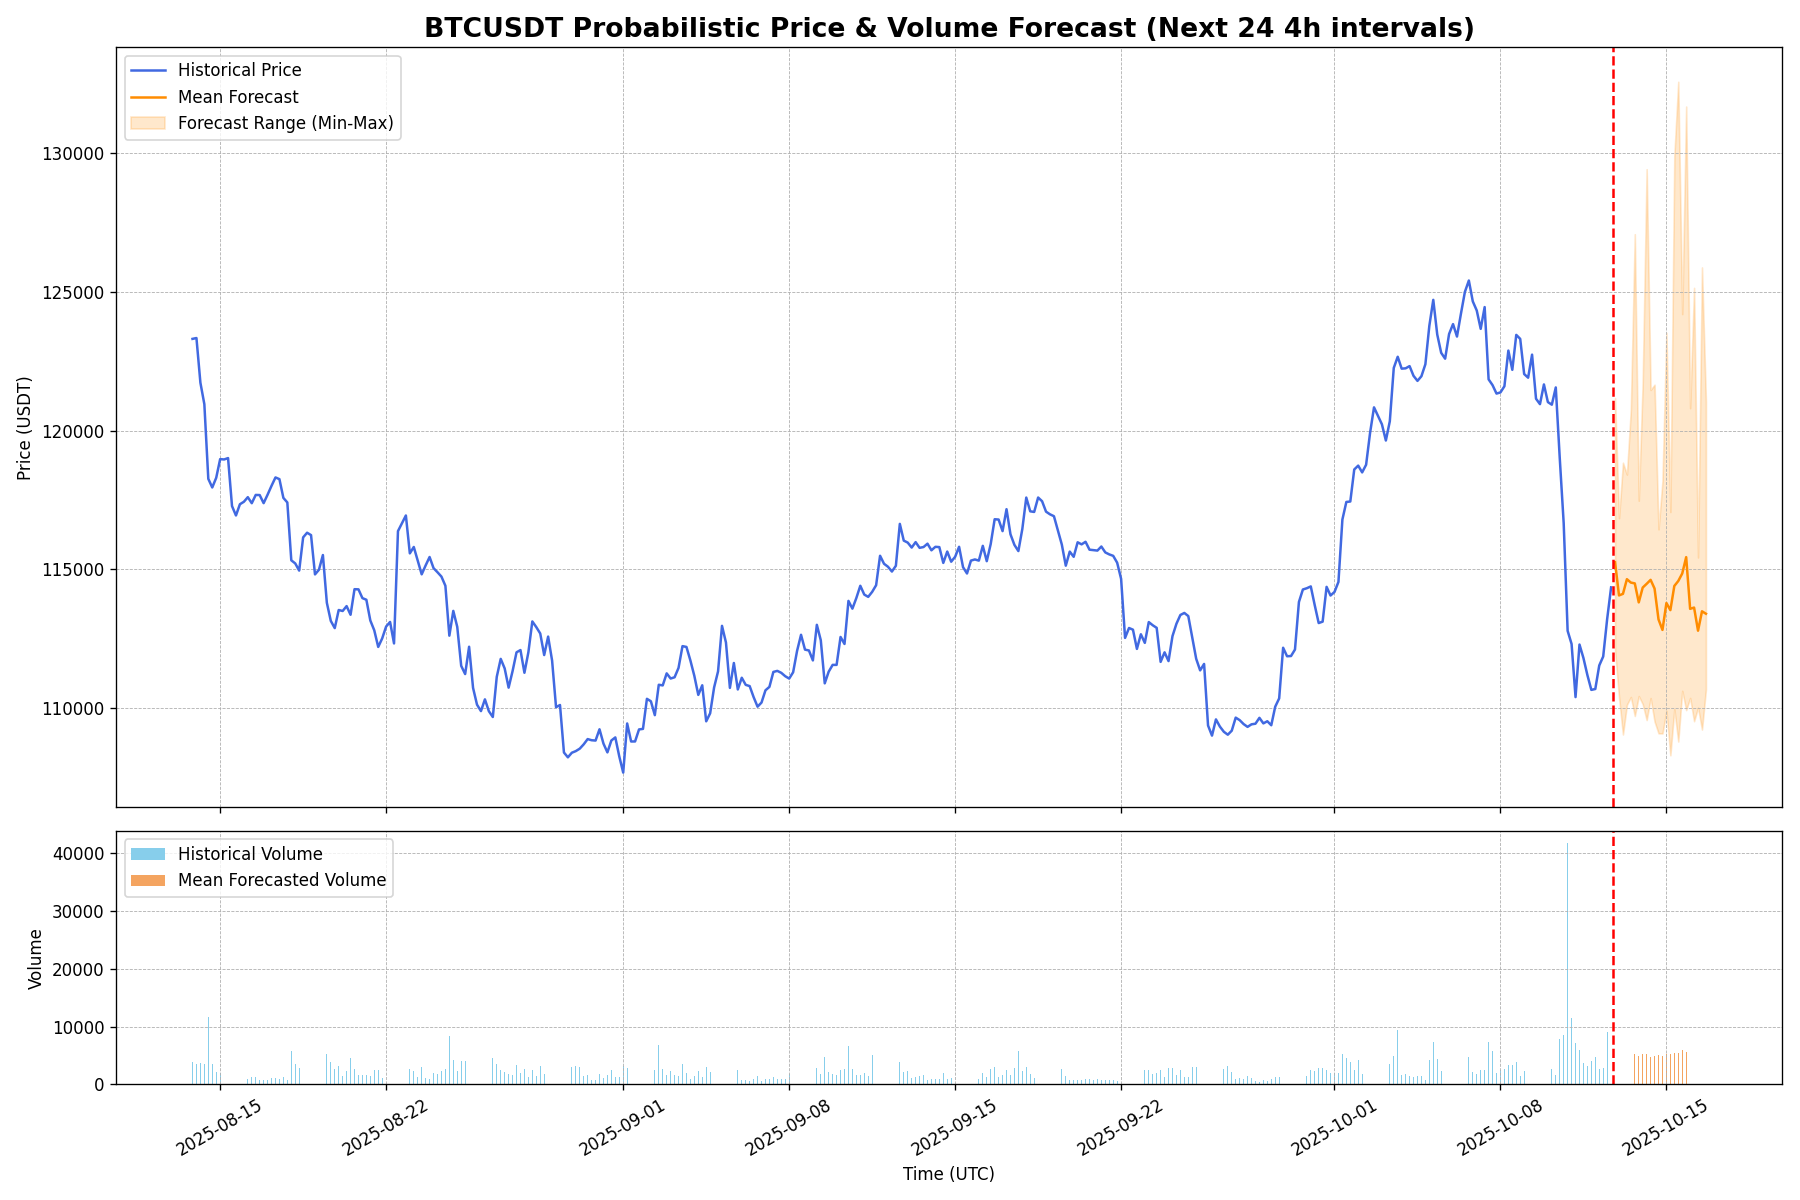 BTCUSDT Probabilistic Price & Volume Forecast (Next 24 4h intervals)
Historical Price
Mean Forecast
Forecast Range (Min-Max)
Price (USDT)
130000
125000
120000
115000
110000
Historical Volume
Mean Forecasted Volume
Volume
40000
30000
20000
10000
0
2025-08-15
2025-08-22
2025-09-01
2025-09-08
2025-09-15
2025-09-22
2025-10-01
2025-10-08
2025-10-15
Time (UTC)